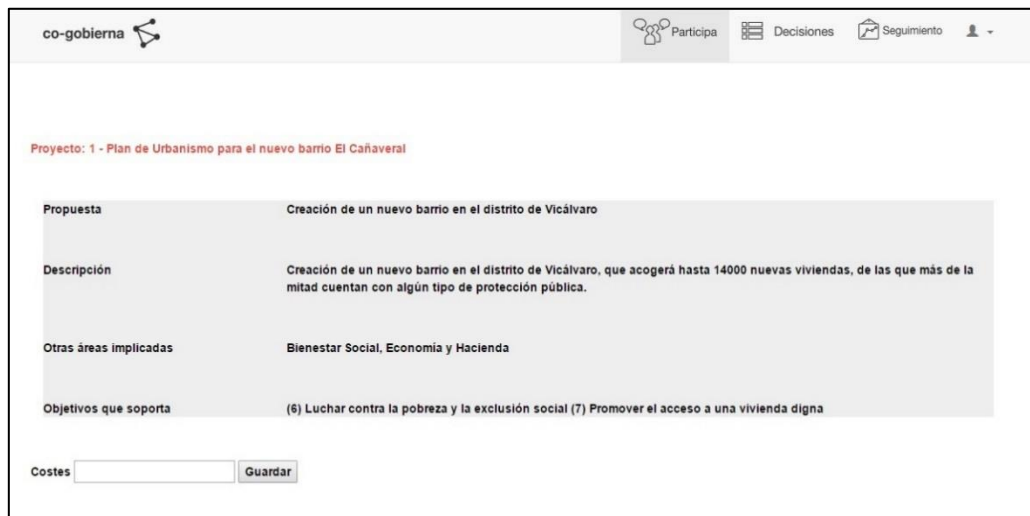 co-gobierna
Participa
Decisiones
Seguimiento
Proyecto: 1 - Plan de Urbanismo para el nuevo barrio El Cañaveral
Propuesta Creación de un nuevo barrio en el distrito de Vicálvaro
Descripción Creación de un nuevo barrio en el distrito de Vicálvaro, que acogerá hasta 14000 nuevas viviendas, de las que más de la
mitad cuentan con algún tipo de protección pública.
Otras áreas implicadas Bienestar Social, Economía y Hacienda
Objetivos que soporta (6) Luchar contra la pobreza y la exclusión social (7) Promover el acceso a una vivienda digna
Costes Guardar